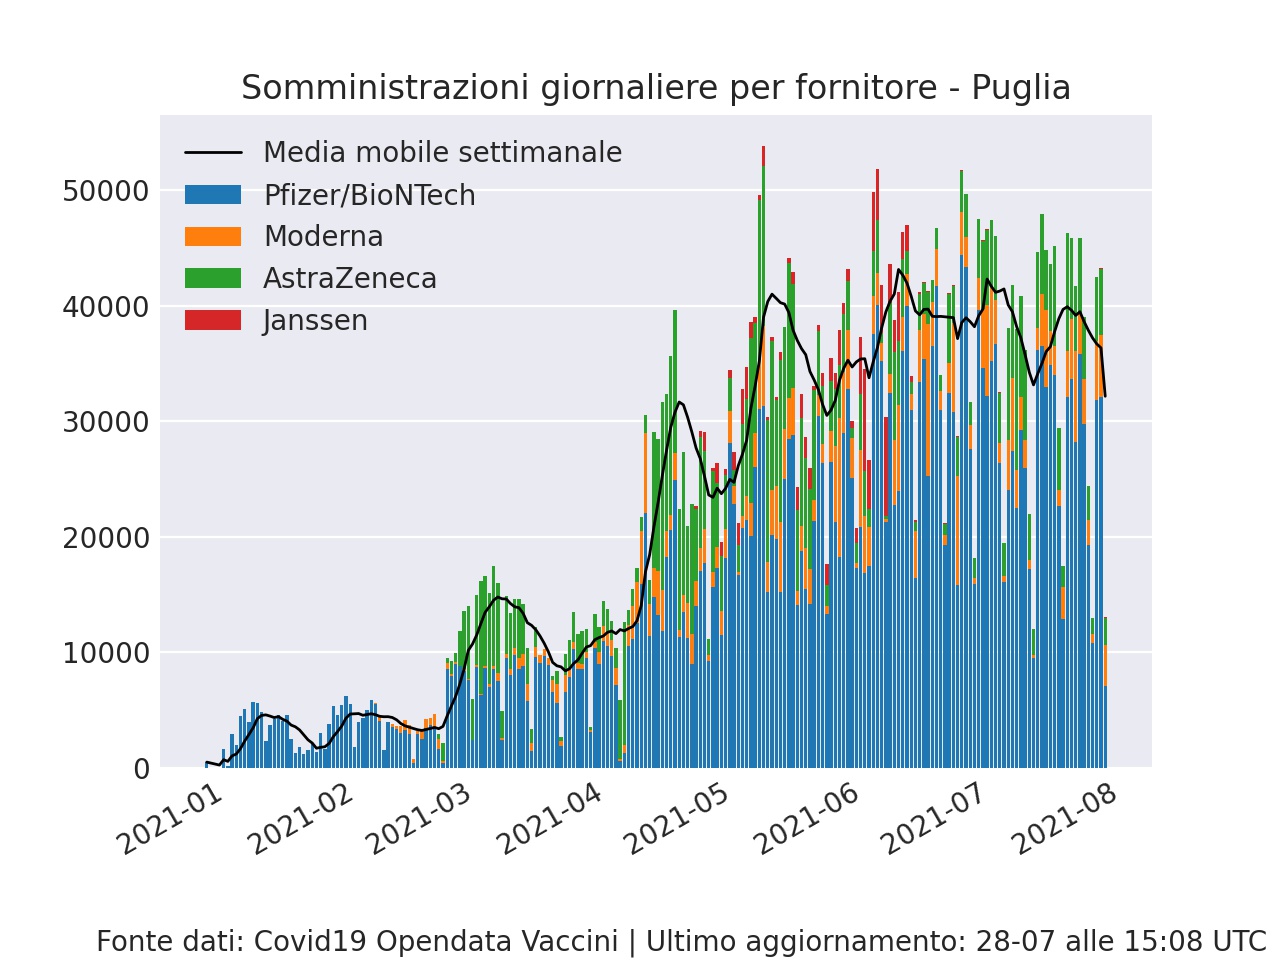 Somministrazioni giornaliere per fornitore - Puglia
Media mobile settimanale
Pfizer/BioNTech
Moderna
AstraZeneca
Janssen
50000
40000
30000
20000
10000
0
2021-01
2021-02
2021-03
2021-04
2021-05
2021-06
2021-07
2021-08
Fonte dati: Covid19 Opendata Vaccini | Ultimo aggiornamento: 28-07 alle 15:08 UTC